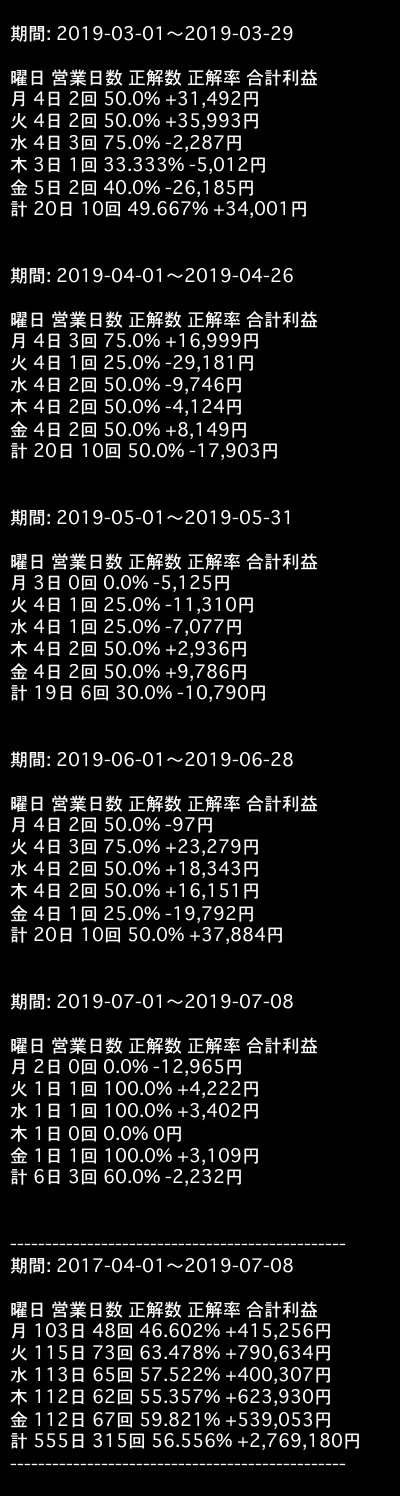 期間: 2019-03-01〜2019-03-29
曜日 営業日数 正解数 正解率 合計利益
月 4日 2回 50.0% +31,492円
火 4日 2回 50.0% +35,993円
水 4日 3回 75.0% -2,287円
木 3日 1回 33.333% -5,012円
金 5日 2回 40.0% -26,185円
計 20日 10回 49.667% +34,001円
期間: 2019-04-01〜2019-04-26
曜日 営業日数 正解数 正解率 合計利益
月 4日 3回 75.0% +16,999円
火 4日 1回 25.0% -29,181円
水 4日 2回 50.0% -9,746円
木 4日 2回 50.0% -4,124円
金 4日 2回 50.0% +8,149円
計 20日 10回 50.0% -17,903円
期間: 2019-05-01〜2019-05-31
曜日 営業日数 正解数 正解率 合計利益
月 3日 0回 0.0% -5,125円
火 4日 1回 25.0% -11,310円
水 4日 1回 25.0% -7,077円
木 4日 2回 50.0% +2,936円
金 4日 2回 50.0% +9,786円
計 19日 6回 30.0% -10,790円
期間: 2019-06-01〜2019-06-28
曜日 営業日数 正解数 正解率 合計利益
月 4日 2回 50.0% -97円
火 4日 3回 75.0% +23,279円
水 4日 2回 50.0% +18,343円
木 4日 2回 50.0% +16,151円
金 4日 1回 25.0% -19,792円
計 20日 10回 50.0% +37,884円
期間: 2019-07-01〜2019-07-08
曜日 営業日数 正解数 正解率 合計利益
月 2日 0回 0.0% -12,965円
火 1日 1回 100.0% +4,222円
水 1日 1回 100.0% +3,402円
木 1日 0回 0.0% 0円
金 1日 1回 100.0% +3,109円
計 6日 3回 60.0% -2,232円
------------------------------------------------
期間: 2017-04-01〜2019-07-08
曜日 営業日数 正解数 正解率 合計利益
月 103日 48回 46.602% +415,256円
火 115日 73回 63.478% +790,634円
水 113日 65回 57.522% +400,307円
木 112日 62回 55.357% +623,930円
金 112日 67回 59.821% +539,053円
計 555日 315回 56.556% +2,769,180円
------------------------------------------------